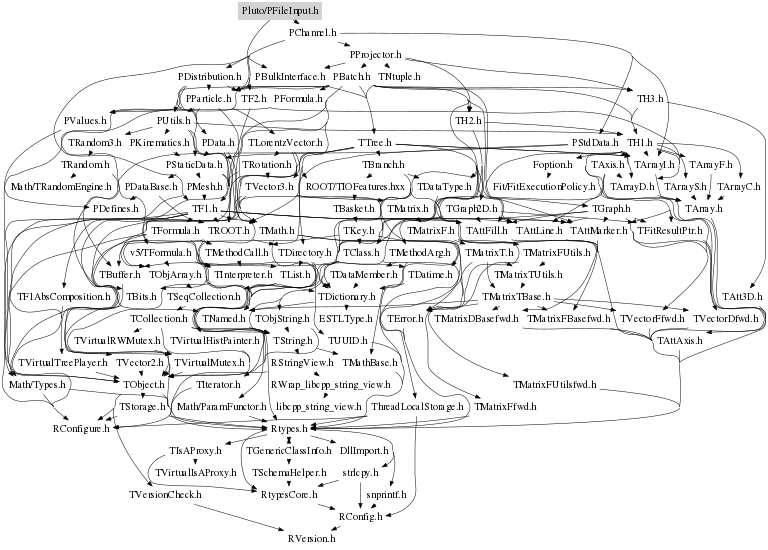 Pluto/PFileInput.h
PChannel.h
PProjector.h
PDistribution.h PBulkInterface.h PBatch.h TNtuple.h
PParticle.h TF2.h PFormula.h TH3.h
PValues.h PUtils.h TH2.h
TRandom3.h PKinematics.h PData.h TLorentzVector.h TTree.h PStdData.h TH1.h
TRandom.h PStaticData.h TRotation.h TBranch.h Foption.h TAxis.h TArrayI.h TArrayF.h
Math/TRandomEngine.h PDataBase.h PMesh.h TVector3.h ROOT/TIOFeatures.hxx TDataType.h Fit/FitExecutionPolicy.h TArrayD.h TArrayS.h TArrayC.h
PDefines.h TF1.h TBasket.h TMatrix.h TGraph2D.h TGraph.h TArray.h
TFormula.h TROOT.h TMath.h TKey.h TMatrixF.h TAttFill.h TAttLine.h TAttMarker.h TFitResultPtr.h
v5/TFormula.h TMethodCall.h TDirectory.h TClass.h TMethodArg.h TMatrixT.h TMatrixFUtils.h
TBuffer.h TObjArray.h TInterpreter.h TList.h TDataMember.h TDatime.h TMatrixTUtils.h
TF1AbsComposition.h TBits.h TSeqCollection.h TDictionary.h TMatrixTBase.h TAtt3D.h
TCollection.h TNamed.h TObjString.h ESTLType.h TError.h TMatrixDBasefwd.h TMatrixFBasefwd.h TVectorFfwd.h TVectorDfwd.h
TVirtualRWMutex.h TVirtualHistPainter.h TString.h TUUID.h TAttAxis.h
TVirtualTreePlayer.h TVector2.h TVirtualMutex.h RStringView.h TMathBase.h
Math/Types.h TObject.h TIterator.h RWrap_libcpp_string_view.h TMatrixFUtilsfwd.h
TStorage.h Math/ParamFunctor.h libcpp_string_view.h ThreadLocalStorage.h TMatrixFfwd.h
RConfigure.h Rtypes.h
TIsAProxy.h TGenericClassInfo.h DllImport.h
TVirtualIsAProxy.h TSchemaHelper.h strlcpy.h
TVersionCheck.h RtypesCore.h snprintf.h
RConfig.h
RVersion.h